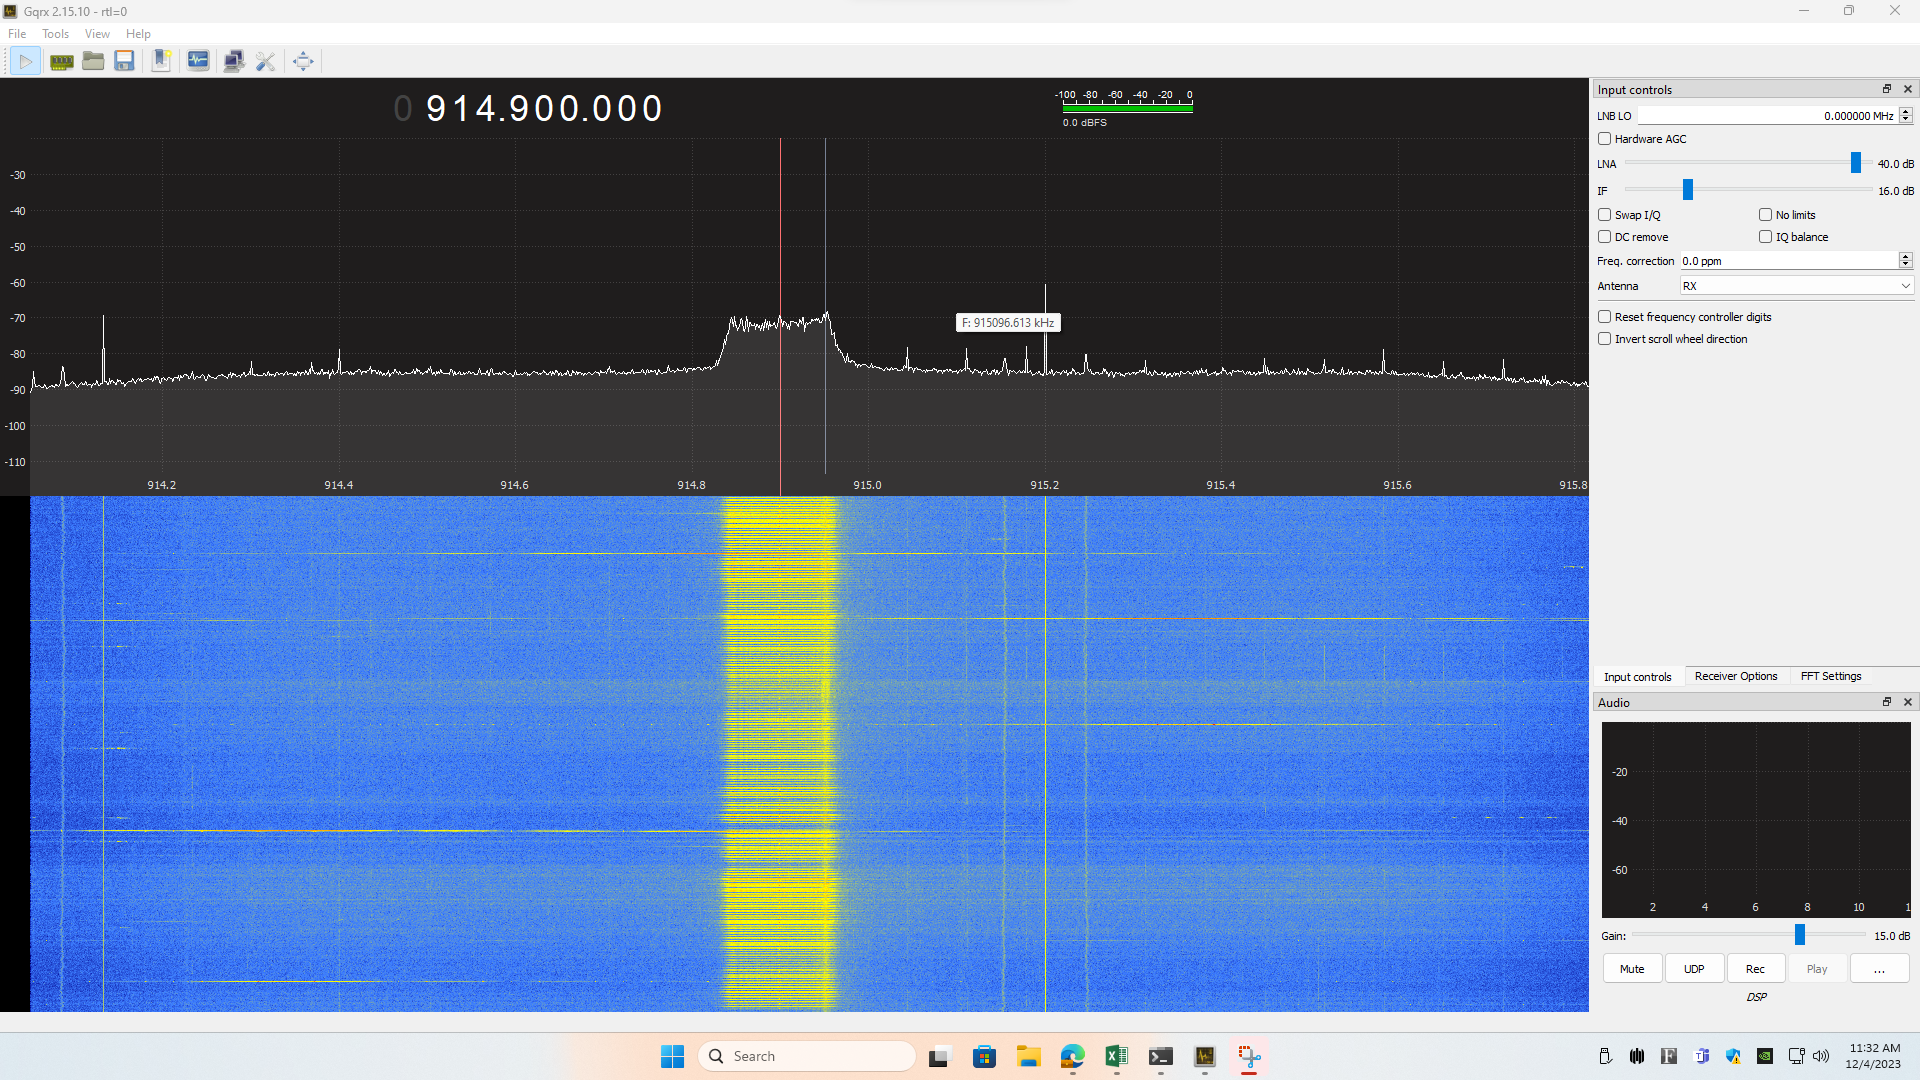 Gqrx 2.15.10 - rtl=0
File Tools View Help
0 914.900.000
-100 -80 -60 -40 -20 0
0.0 dBFS
-30
-40
-50
-60
-70
-80
-90
-100
-110
F: 915096.613 kHz
914.2 914.4 914.6 914.8 915.0 915.2 915.4 915.6 915.8
Input controls
LNB LO 0.000000 MHz
Hardware AGC
LNA 40.0 dB
IF 16.0 dB
Swap I/Q No limits
DC remove IQ balance
Freq. correction 0.0 ppm
Antenna RX
Reset frequency controller digits
Invert scroll wheel direction
Input controls Receiver Options FFT Settings
Audio
-20
-40
-60
2 4 6 8 10 1
Gain: 15.0 dB
Mute UDP Rec Play ...
DSP
Search
11:32 AM
12/4/2023